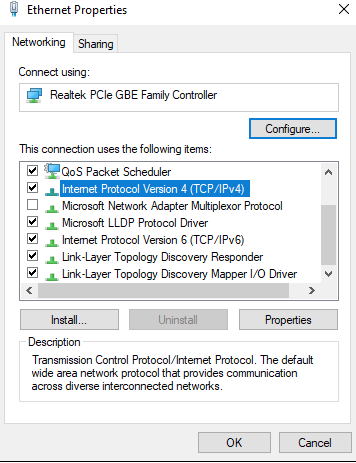 Ethernet Properties
Networking
Sharing
Connect using:
Realtek PCIe GBE Family Controller
Configure...
This connection uses the following items:
QoS Packet Scheduler
Internet Protocol Version 4 (TCP/IPv4)
Microsoft Network Adapter Multiplexor Protocol
Microsoft LLDP Protocol Driver
Internet Protocol Version 6 (TCP/IPv6)
Link-Layer Topology Discovery Responder
Link-Layer Topology Discovery Mapper I/O Driver
Install...
Uninstall
Properties
Description
Transmission Control Protocol/Internet Protocol. The default
wide area network protocol that provides communication
across diverse interconnected networks.
OK
Cancel